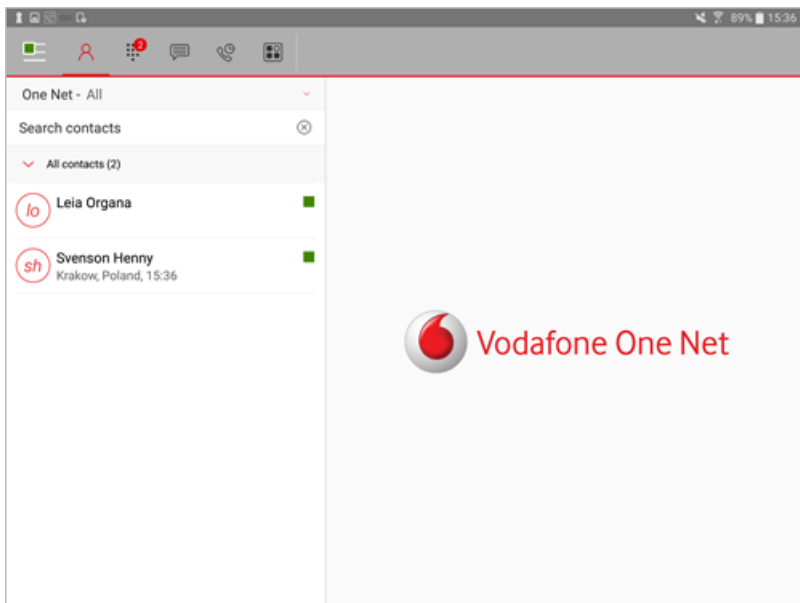 89% 15:36
2
One Net - All
Search contacts
All contacts (2)
lo Leia Organa
sh Svenson Henny
Krakow, Poland, 15:36
Vodafone One Net